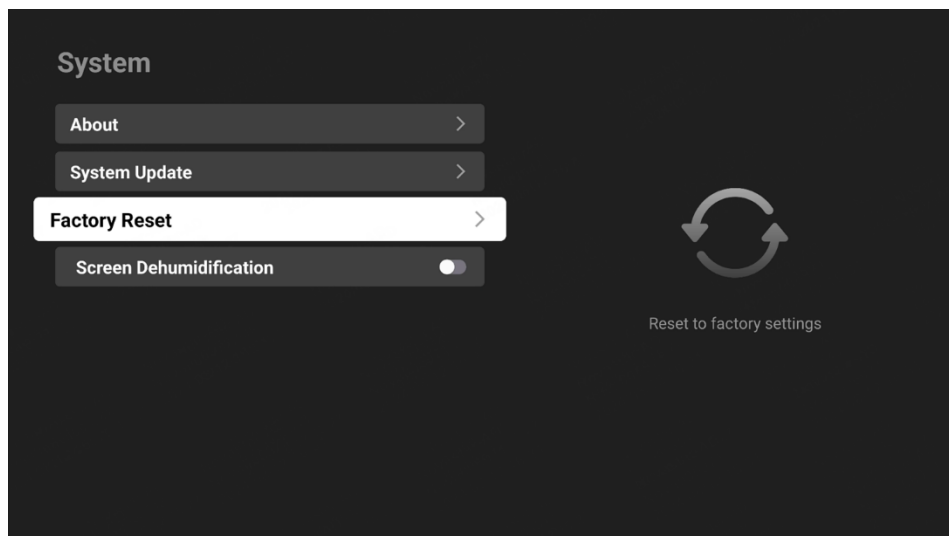 System
About
System Update
Factory Reset
Screen Dehumidification
Reset to factory settings